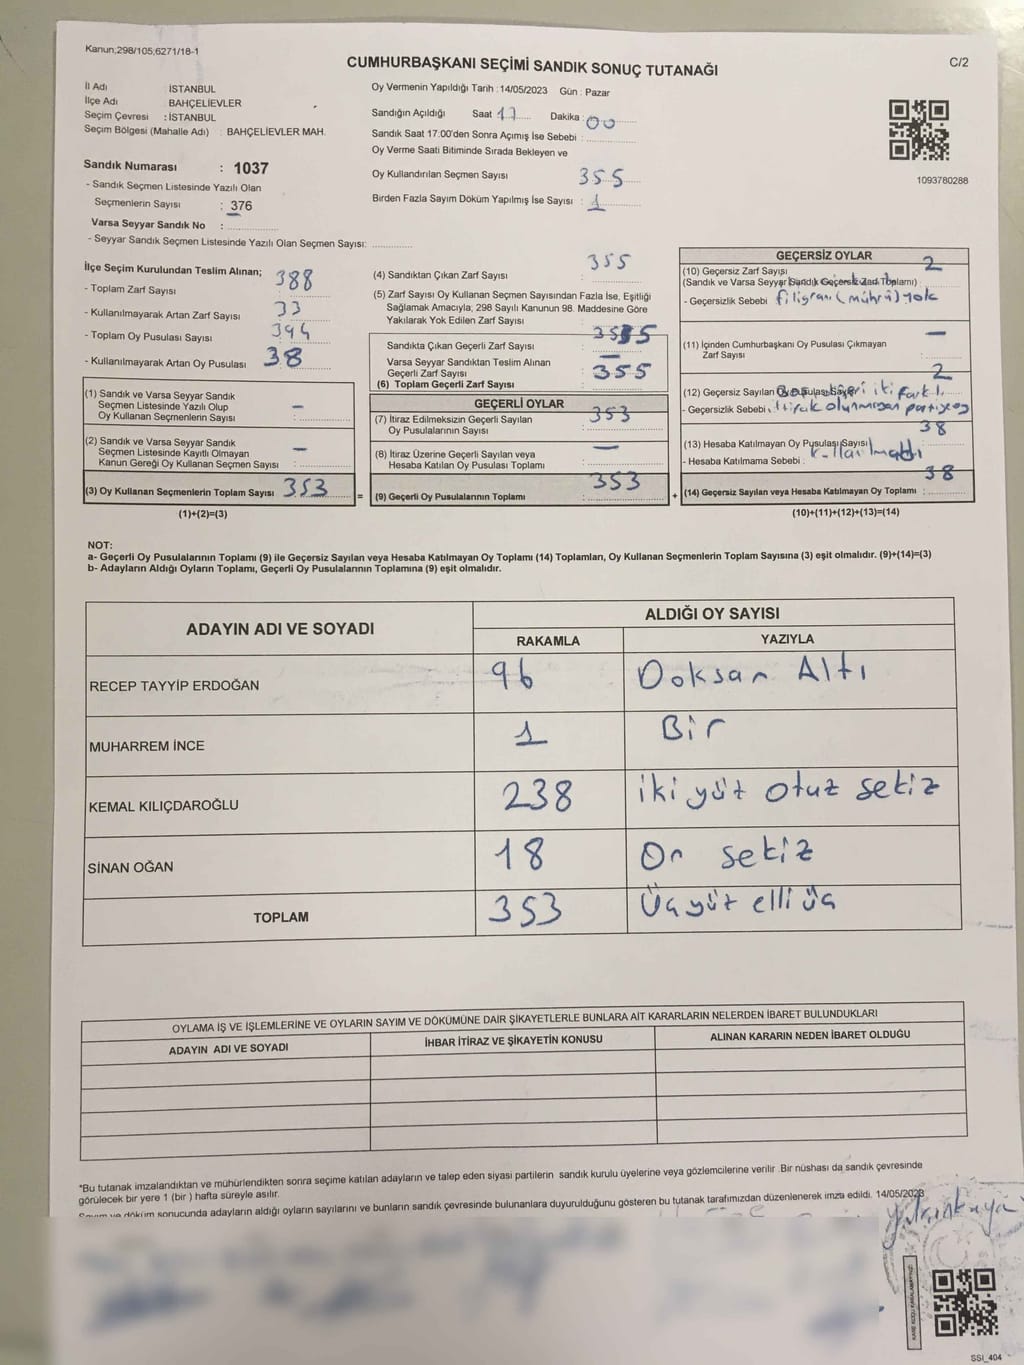 Kanun;298/105;6271/18-1
CUMHURBAŞKANI SEÇİMİ SANDIK SONUÇ TUTANAĞI
C/2
İl Adı : İSTANBUL
İlçe Adı : BAHÇELİEVLER
Seçim Çevresi : İSTANBUL
Seçim Bölgesi (Mahalle Adı) : BAHÇELİEVLER MAH.
Sandık Numarası : 1037
- Sandık Seçmen Listesinde Yazılı Olan
Seçmenlerin Sayısı : 376
Varsa Seyyar Sandık No :
- Seyyar Sandık Seçmen Listesinde Yazılı Olan Seçmen Sayısı:
Oy Vermenin Yapıldığı Tarih : 14/05/2023 Gün : Pazar
Sandığın Açıldığı Saat 17 Dakika : 00
Sandık Saat 17.00'den Sonra Açımış İse Sebebi :
Oy Verme Saati Bitiminde Sırada Bekleyen ve
Oy Kullandırılan Seçmen Sayısı 355
Birden Fazla Sayım Döküm Yapılmış İse Sayısı : 1
1093780288
İlçe Seçim Kurulundan Teslim Alınan;
- Toplam Zarf Sayısı 388
- Kullanılmayarak Artan Zarf Sayısı 33
- Toplam Oy Pusulası Sayısı 394
- Kullanılmayarak Artan Oy Pusulası 38
(1) Sandık ve Varsa Seyyar Sandık
Seçmen Listesinde Yazılı Olup
Oy Kullanan Seçmenlerin Sayısı : –
(2) Sandık ve Varsa Seyyar Sandık
Seçmen Listesinde Kayıtlı Olmayan
Kanun Gereği Oy Kullanan Seçmen Sayısı : –
(3) Oy Kullanan Seçmenlerin Toplam Sayısı : 353
(1)+(2)=(3)
=
(4) Sandıktan Çıkan Zarf Sayısı : 355
(5) Zarf Sayısı Oy Kullanan Seçmen Sayısından Fazla İse, Eşitliği
Sağlamak Amacıyla; 298 Sayılı Kanunun 98. Maddesine Göre
Yakılarak Yok Edilen Zarf Sayısı
Sandıkta Çıkan Geçerli Zarf Sayısı
Varsa Seyyar Sandıktan Teslim Alınan
Geçerli Zarf Sayısı –
(6) Toplam Geçerli Zarf Sayısı 355
GEÇERLİ OYLAR
(7) İtiraz Edilmeksizin Geçerli Sayılan
Oy Pusulalarının Sayısı 353
(8) İtiraz Üzerine Geçerli Sayılan veya
Hesaba Katılan Oy Pusulası Toplamı –
(9) Geçerli Oy Pusulalarının Toplamı : 353
+
GEÇERSİZ OYLAR
(10) Geçersiz Zarf Sayısı 2
(Sandık ve Varsa Seyyar Sandık Geçersiz Zarf Toplamı)
- Geçersizlik Sebebi : filigranı (mührü) yok
(11) İçinden Cumhurbaşkanı Oy Pusulası Çıkmayan
Zarf Sayısı : –
(12) Geçersiz Sayılan Oy Pusulası Sayısı 2
- Geçersizlik Sebebi : iki farklı
38
(13) Hesaba Katılmayan Oy Pusulası Sayısı
- Hesaba Katılmama Sebebi : kullanılmadı
(14) Geçersiz Sayılan veya Hesaba Katılmayan Oy Toplamı : 38
(10)+(11)+(12)+(13)=(14)
NOT:
a- Geçerli Oy Pusulalarının Toplamı (9) ile Geçersiz Sayılan veya Hesaba Katılmayan Oy Toplamı (14) Toplamları, Oy Kullanan Seçmenlerin Toplam Sayısına (3) eşit olmalıdır. (9)+(14)=(3)
b- Adayların Aldığı Oyların Toplamı, Geçerli Oy Pusulalarının Toplamına (9) eşit olmalıdır.
ADAYIN ADI VE SOYADI
ALDIĞI OY SAYISI
RAKAMLA YAZIYLA
RECEP TAYYİP ERDOĞAN 96 Doksan Altı
MUHARREM İNCE 1 Bir
KEMAL KILIÇDAROĞLU 238 iki yüz otuz sekiz
SİNAN OĞAN 18 On sekiz
TOPLAM 353 Üçyüz elli üç
OYLAMA İŞ VE İŞLEMLERİNE VE OYLARIN SAYIM VE DÖKÜMÜNE DAİR ŞİKAYETLERLE BUNLARA AİT KARARLARIN NELERDEN İBARET BULUNDUKLARI
ADAYIN ADI VE SOYADI
İHBAR İTİRAZ VE ŞİKAYETİN KONUSU
ALINAN KARARIN NEDEN İBARET OLDUĞU
*Bu tutanak imzalandıktan ve mühürlendikten sonra seçime katılan adayların ve talep eden siyasi partilerin sandık kurulu üyelerine veya gözlemcilerine verilir .Bir nüshası da sandık çevresinde
görülecek bir yere 1 (bir ) hafta süreyle asılır.
Sayım ve döküm sonucunda adayların aldığı oyların sayılarını ve bunların sandık çevresinde bulunanlara duyurulduğunu gösteren bu tutanak tarafımızdan düzenlenerek imza edildi. 14/05/2023
SSI_404